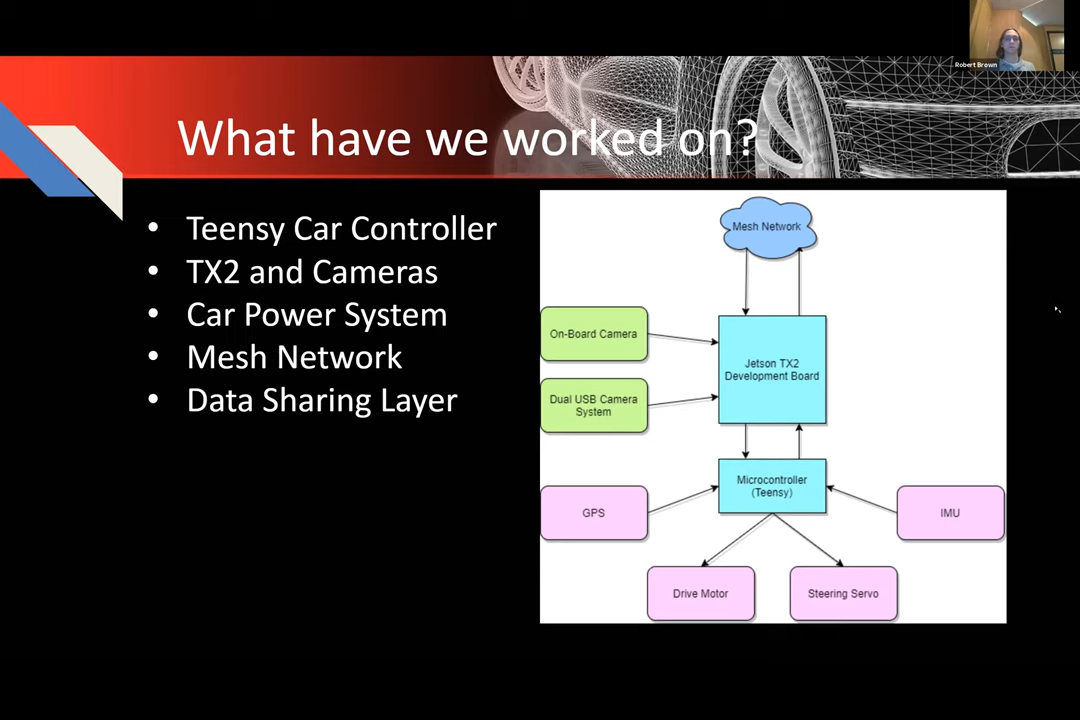 Robert Brown
What have we worked on?
• Teensy Car Controller
• TX2 and Cameras
• Car Power System
• Mesh Network
• Data Sharing Layer
Mesh Network
On-Board Camera
Jetson TX2
Development Board
Dual USB Camera
System
Microcontroller
(Teensy)
GPS
IMU
Drive Motor
Steering Servo